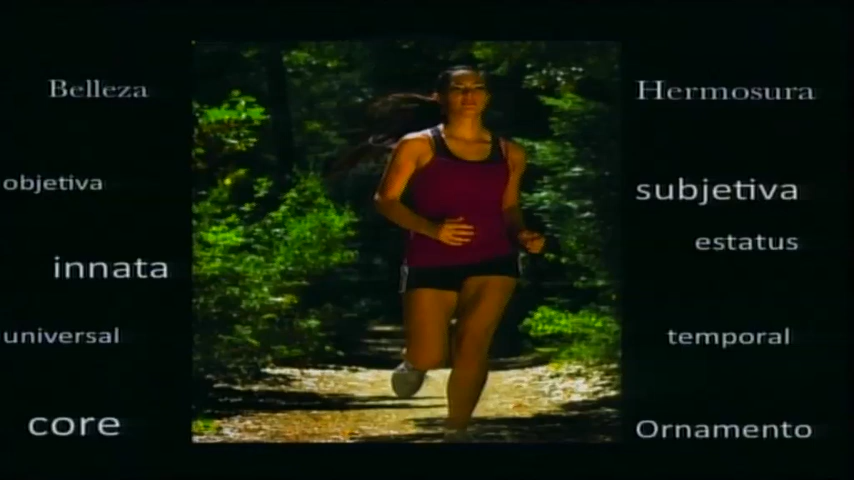 Belleza
objetiva
innata
universal
core
Hermosura
subjetiva
estatus
temporal
Ornamento